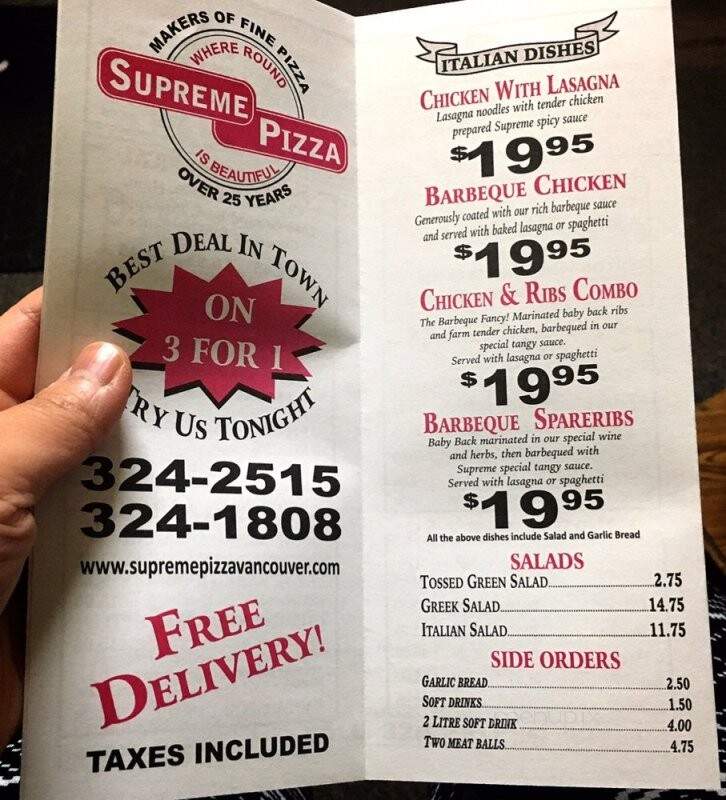 MAKERS OF FINE PIZZA
WHERE ROUND
SUPREME
PIZZA
IS BEAUTIFUL
OVER 25 YEARS
BEST DEAL IN TOWN
ON
3 FOR 1
TRY US TONIGHT
324-2515
324-1808
www.supremepizzavancouver.com
FREE
DELIVERY!
TAXES INCLUDED
ITALIAN DISHES
CHICKEN WITH LASAGNA
Lasagna noodles with tender chicken
prepared Supreme spicy sauce
$19.95
BARBEQUE CHICKEN
Generously coated with our rich barbeque sauce
and served with baked lasagna or spaghetti
$19.95
CHICKEN & RIBS COMBO
The Barbeque Fancy! Marinated baby back ribs
and farm tender chicken, barbequed in our
special tangy sauce.
Served with lasagna or spaghetti
$19.95
BARBEQUE SPARERIBS
Baby Back marinated in our special wine
and herbs, then barbequed with
Supreme special tangy sauce.
Served with lasagna or spaghetti
$19.95
All the above dishes include Salad and Garlic Bread
SALADS
TOSSED GREEN SALAD 2.75
GREEK SALAD 14.75
ITALIAN SALAD 11.75
SIDE ORDERS
GARLIC BREAD 2.50
SOFT DRINKS 1.50
2 LITRE SOFT DRINK 4.00
TWO MEAT BALLS 4.75